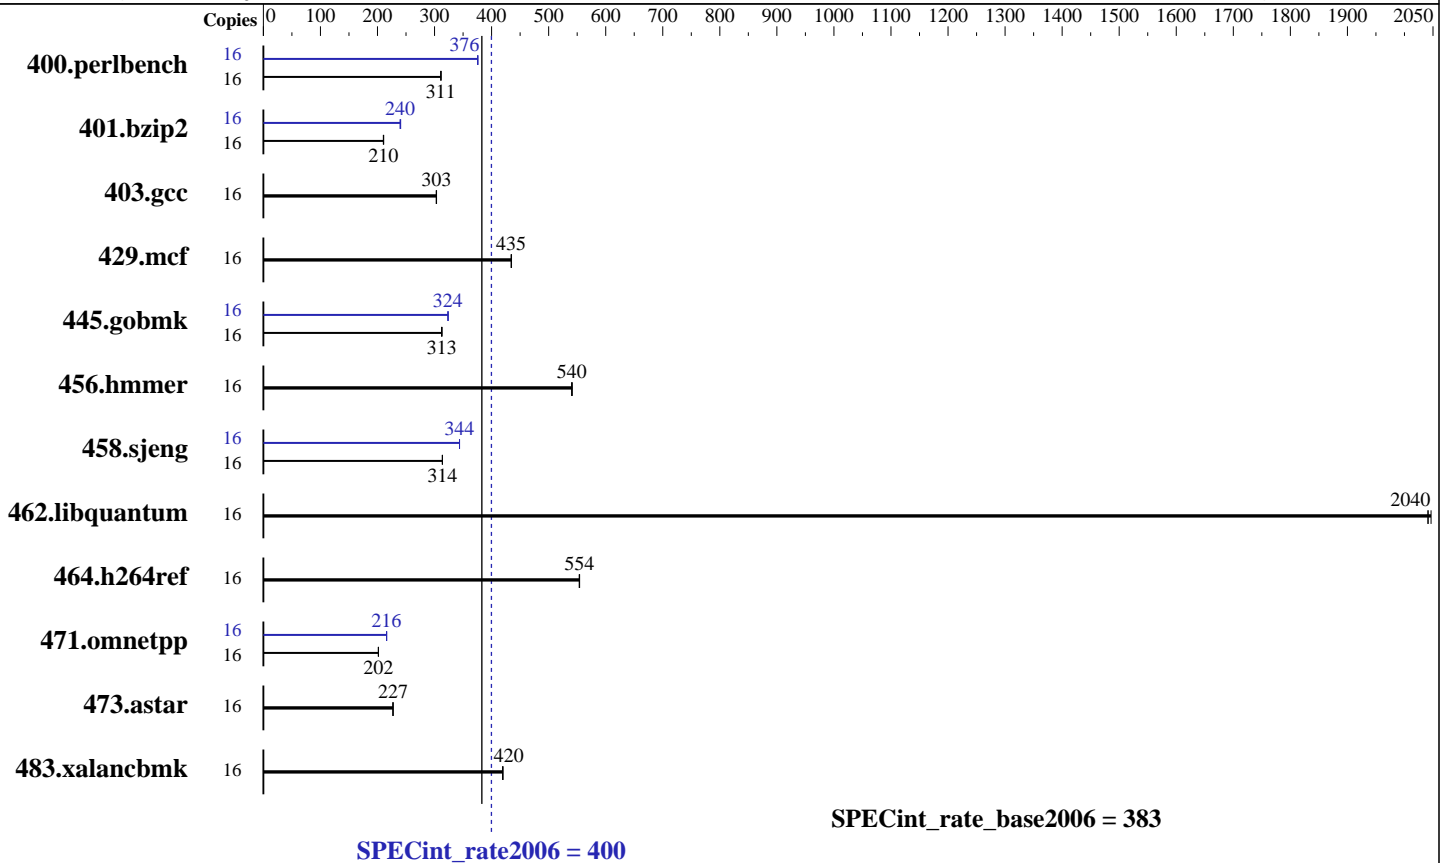 Copies 0 100 200 300 400 500 600 700 800 900 1000 1100 1200 1300 1400 1500 1600 1700 1800 1900 2050
400.perlbench 16 376
16 311
401.bzip2 16 240
16 210
403.gcc 16 303
429.mcf 16 435
445.gobmk 16 324
16 313
456.hmmer 16 540
458.sjeng 16 344
16 314
462.libquantum 16 2040
464.h264ref 16 554
471.omnetpp 16 216
16 202
473.astar 16 227
483.xalancbmk 16 420
SPECint_rate_base2006 = 383
SPECint_rate2006 = 400